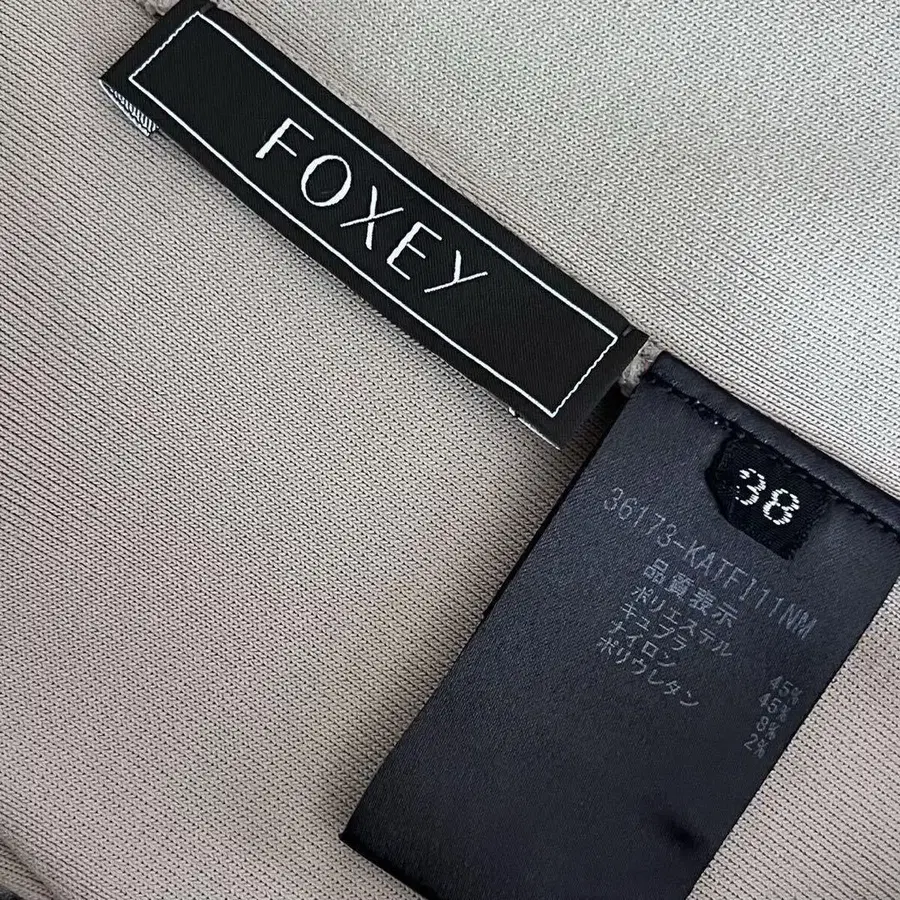 FOXEY
38
36173-KATFI11NM
品質表示
ポリエステル 45%
キュプラ 45%
ナイロン 8%
ポリウレタン 2%